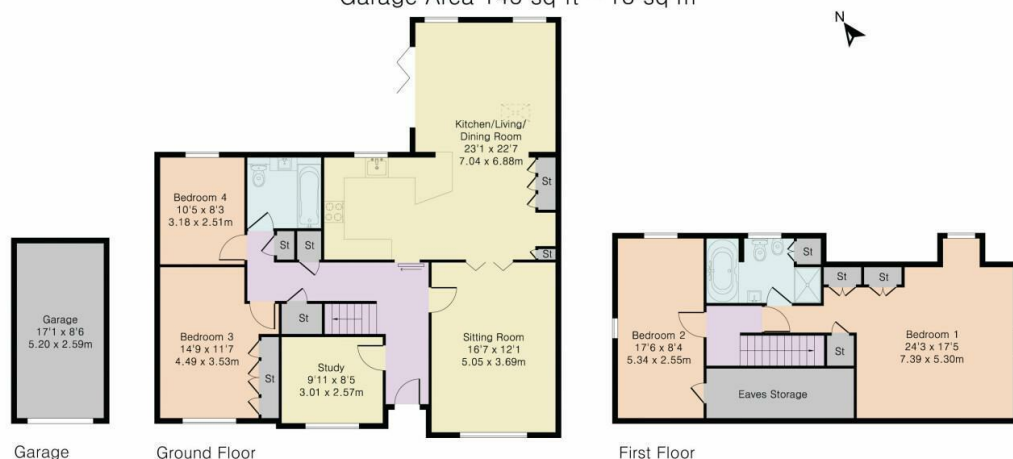 Garage Area 145 sq ft - 13 sq m
N
Kitchen/Living/
Dining Room
23'1 x 22'7
7.04 x 6.88m
St
Bedroom 4
10'5 x 8'3
3.18 x 2.51m
St
St
St
Garage
17'1 x 8'6
5.20 x 2.59m
Bedroom 3
14'9 x 11'7
4.49 x 3.53m
St
St
Study
9'11 x 8'5
3.01 x 2.57m
Sitting Room
16'7 x 12'1
5.05 x 3.69m
St
St
St
Bedroom 2
17'6 x 8'4
5.34 x 2.55m
Bedroom 1
24'3 x 17'5
7.39 x 5.30m
St
Eaves Storage
Garage
Ground Floor
First Floor